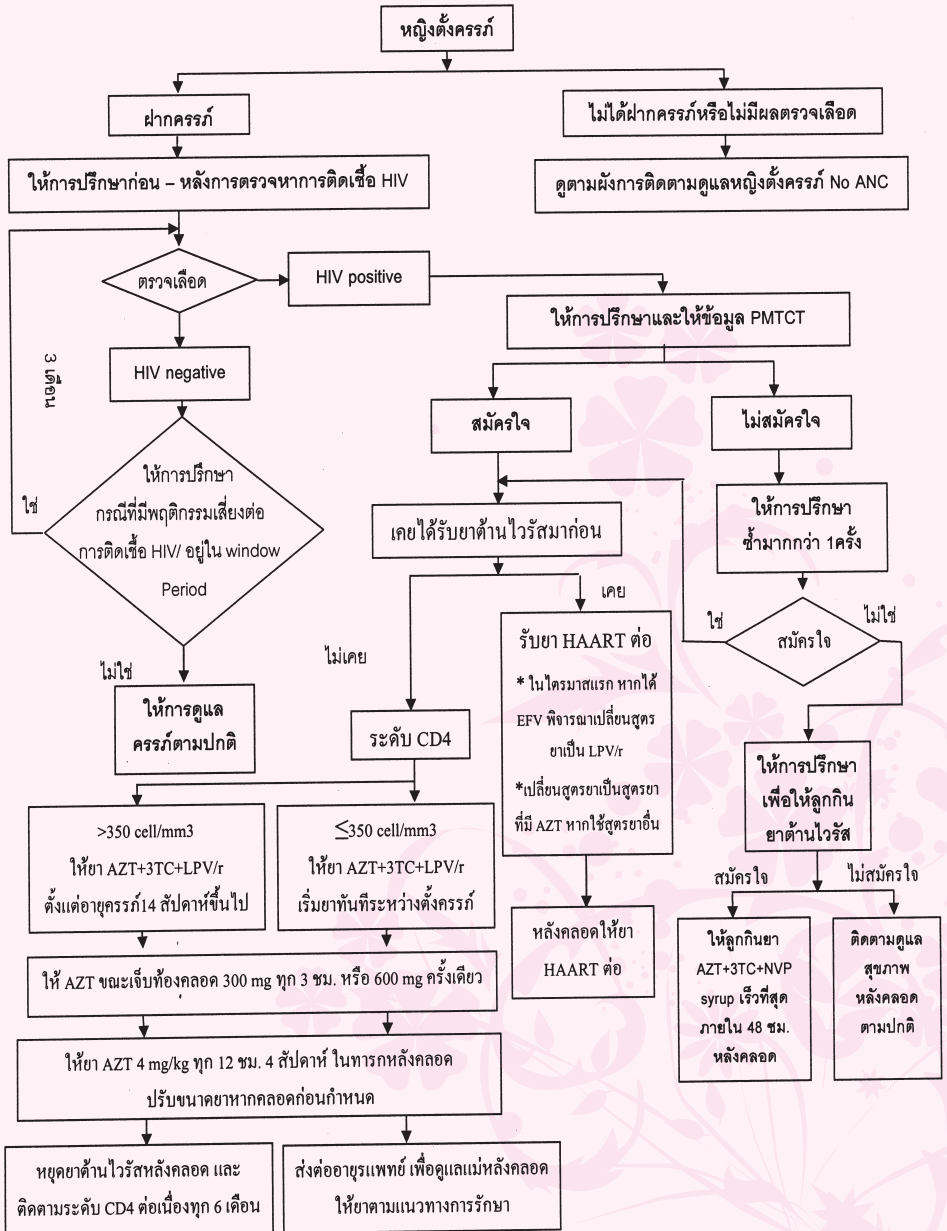 หญิงตั้งครรภ์
ฝากครรภ์
ไม่ได้ฝากครรภ์หรือไม่มีผลตรวจเลือด
ให้การปรึกษาก่อน – หลังการตรวจหาการติดเชื้อ HIV
ดูตามผังการติดตามดูแลหญิงตั้งครรภ์ No ANC
ตรวจเลือด
HIV positive
ให้การปรึกษาและให้ข้อมูล PMTCT
3 เดือน
HIV negative
สมัครใจ
ไม่สมัครใจ
ให้การปรึกษา
กรณีที่มีพฤติกรรมเสี่ยงต่อ
การติดเชื้อ HIV/ อยู่ใน window
Period
ใช่
ไม่ใช่
ให้การดูแล
ครรภ์ตามปกติ
เคยได้รับยาต้านไวรัสมาก่อน
ให้การปรึกษา
ซ้ำมากกว่า 1ครั้ง
ไม่เคย
เคย
ใช่
สมัครใจ
ไม่ใช่
ระดับ CD4
รับยา HAART ต่อ
* ในไตรมาสแรก หากได้
EFV พิจารณาเปลี่ยนสูตร
ยาเป็น LPV/r
*เปลี่ยนสูตรยาเป็นสูตรยา
ที่มี AZT หากใช้สูตรยาอื่น
ให้การปรึกษา
เพื่อให้ลูกกิน
ยาต้านไวรัส
>350 cell/mm3
ให้ยา AZT+3TC+LPV/r
ตั้งแต่อายุครรภ์14 สัปดาห์ขึ้นไป
≤350 cell/mm3
ให้ยา AZT+3TC+LPV/r
เริ่มยาทันทีระหว่างตั้งครรภ์
หลังคลอดให้ยา
HAART ต่อ
สมัครใจ
ไม่สมัครใจ
ให้ลูกกินยา
AZT+3TC+NVP
syrup เร็วที่สุด
ภายใน 48 ชม.
หลังคลอด
ติดตามดูแล
สุขภาพ
หลังคลอด
ตามปกติ
ให้ AZT ขณะเจ็บท้องคลอด 300 mg ทุก 3 ชม. หรือ 600 mg ครั้งเดียว
ให้ยา AZT 4 mg/kg ทุก 12 ชม. 4 สัปดาห์ ในทารกหลังคลอด
ปรับขนาดยาหากคลอดก่อนกำหนด
หยุดยาต้านไวรัสหลังคลอด และ
ติดตามระดับ CD4 ต่อเนื่องทุก 6 เดือน
ส่งต่ออายุรแพทย์ เพื่อดูแลแม่หลังคลอด
ให้ยาตามแนวทางการรักษา